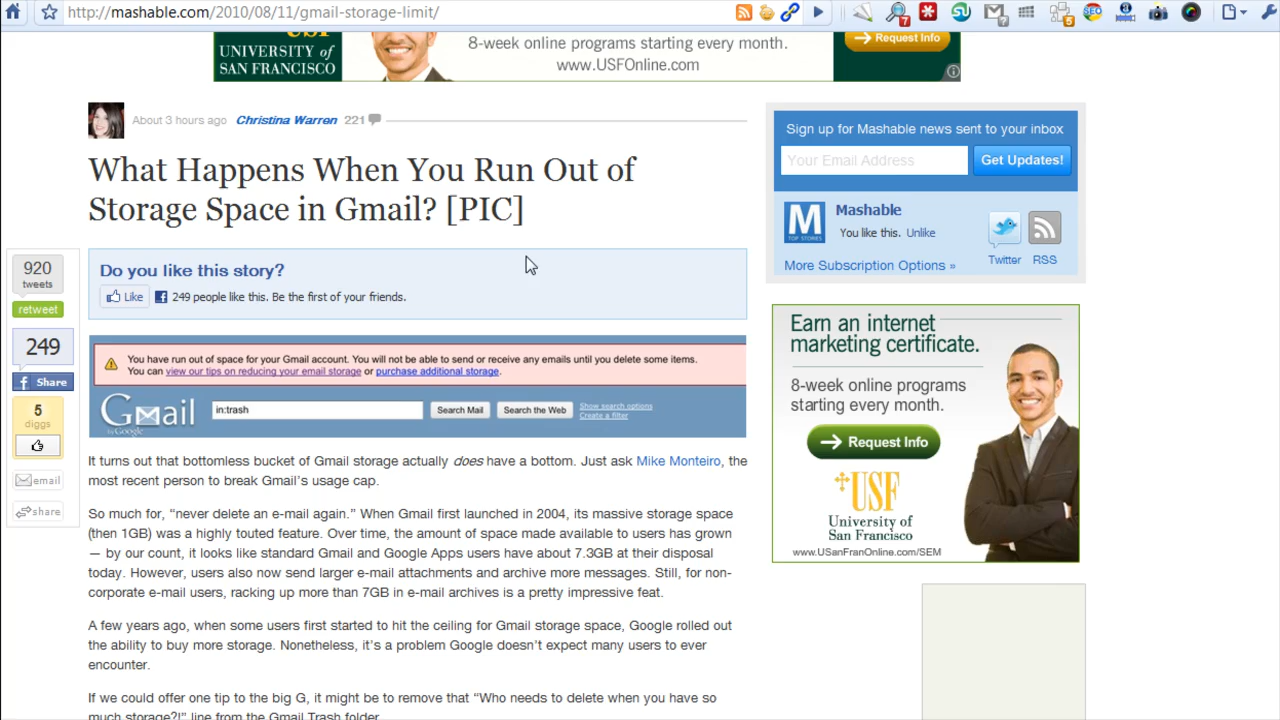 http://mashable.com/2010/08/11/gmail-storage-limit/
7
?
5
SEO
UNIVERSITY of
SAN FRANCISCO
8-week online programs starting every month.
www.USFOnline.com
Request Info
About 3 hours ago Christina Warren 221
What Happens When You Run Out of
Storage Space in Gmail? [PIC]
920
tweets
retweet
249
Share
5
diggs
email
share
Do you like this story?
Like 249 people like this. Be the first of your friends.
You have run out of space for your Gmail account. You will not be able to send or receive any emails until you delete some items.
You can view our tips on reducing your email storage or purchase additional storage.
Gmail
by Google
in:trash
Search Mail
Search the Web
Show search options
Create a filter
It turns out that bottomless bucket of Gmail storage actually does have a bottom. Just ask Mike Monteiro, the
most recent person to break Gmail's usage cap.
So much for, “never delete an e-mail again.” When Gmail first launched in 2004, its massive storage space
(then 1GB) was a highly touted feature. Over time, the amount of space made available to users has grown
— by our count, it looks like standard Gmail and Google Apps users have about 7.3GB at their disposal
today. However, users also now send larger e-mail attachments and archive more messages. Still, for non-
corporate e-mail users, racking up more than 7GB in e-mail archives is a pretty impressive feat.
A few years ago, when some users first started to hit the ceiling for Gmail storage space, Google rolled out
the ability to buy more storage. Nonetheless, it's a problem Google doesn't expect many users to ever
encounter.
If we could offer one tip to the big G, it might be to remove that “Who needs to delete when you have so
much storage?!” line from the Gmail Trash folder.
Sign up for Mashable news sent to your inbox
Your Email Address
Get Updates!
M
TOP STORIES
Mashable
You like this. Unlike
Twitter
RSS
More Subscription Options »
Earn an internet
marketing certificate.
8-week online programs
starting every month.
Request Info
USF
University of
San Francisco
www.USanFranOnline.com/SEM